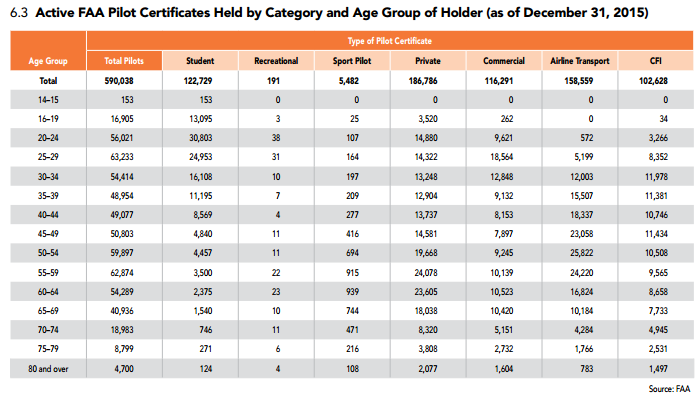 6.3 Active FAA Pilot Certificates Held by Category and Age Group of Holder (as of December 31, 2015)
Type of Pilot Certificate
Age Group Total Pilots Student Recreational Sport Pilot Private Commercial Airline Transport CFI
Total 590,038 122,729 191 5,482 186,786 116,291 158,559 102,628
14–15 153 153 0 0 0 0 0 0
16–19 16,905 13,095 3 25 3,520 262 0 34
20–24 56,021 30,803 38 107 14,880 9,621 572 3,266
25–29 63,233 24,953 31 164 14,322 18,564 5,199 8,352
30–34 54,414 16,108 10 197 13,248 12,848 12,003 11,978
35–39 48,954 11,195 7 209 12,904 9,132 15,507 11,381
40–44 49,077 8,569 4 277 13,737 8,153 18,337 10,746
45–49 50,803 4,840 11 416 14,581 7,897 23,058 11,434
50–54 59,897 4,457 11 694 19,668 9,245 25,822 10,508
55–59 62,874 3,500 22 915 24,078 10,139 24,220 9,565
60–64 54,289 2,375 23 939 23,605 10,523 16,824 8,658
65–69 40,936 1,540 10 744 18,038 10,420 10,184 7,733
70–74 18,983 746 11 471 8,320 5,151 4,284 4,945
75–79 8,799 271 6 216 3,808 2,732 1,766 2,531
80 and over 4,700 124 4 108 2,077 1,604 783 1,497
Source: FAA